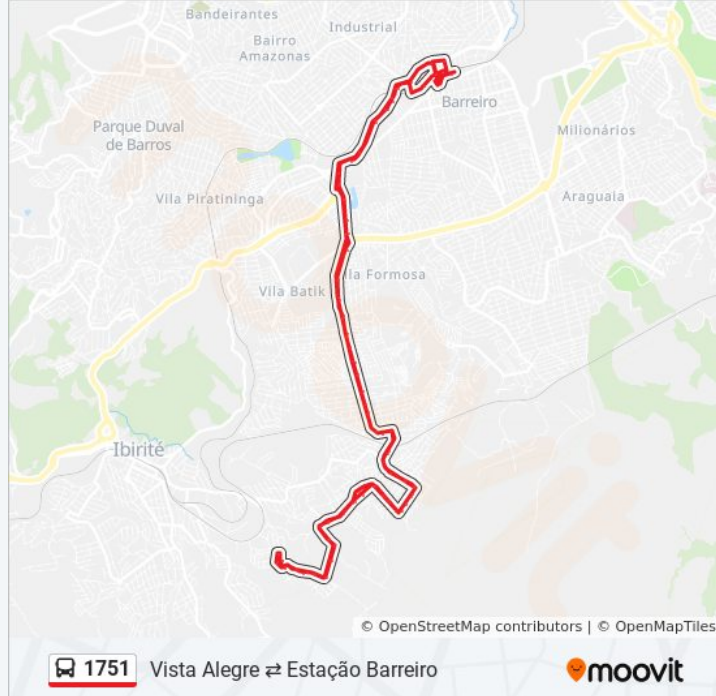 Bandeirantes
Industrial
Bairro
Amazonas
Barreiro
Parque Duval
de Barros
Milionários
Vila Piratininga
Araguaia
la Formosa
Vila Batik
Ibirité
© OpenStreetMap contributors | © OpenMapTiles
1751 Vista Alegre ⇄ Estação Barreiro
moovit